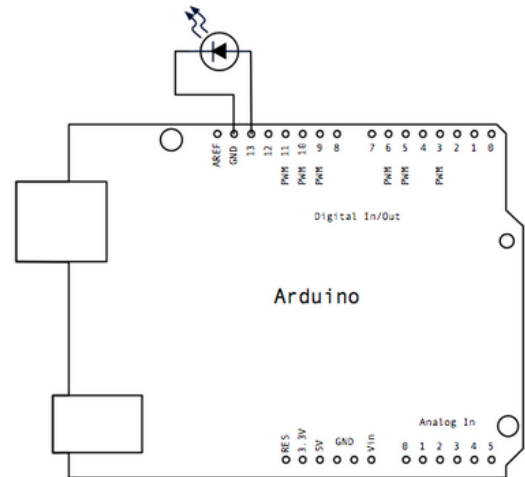 AREF GND 13 12 11 10 9 8 7 6 5 4 3 2 1 0
PWM PWM PWM PWM PWM PWM
Digital In/Out
Arduino
Analog In
RES 3.3V 5V GND Vin 0 1 2 3 4 5